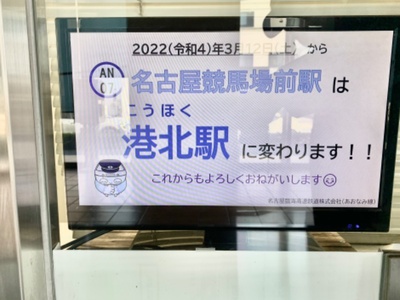 2022(令和4)年3月12日(土) から
AN
07
名古屋競馬場前駅 は
こうほく
港北駅 に変わります！！
これからもよろしくおねがいします☺
名古屋臨海高速鉄道株式会社(あおなみ線)